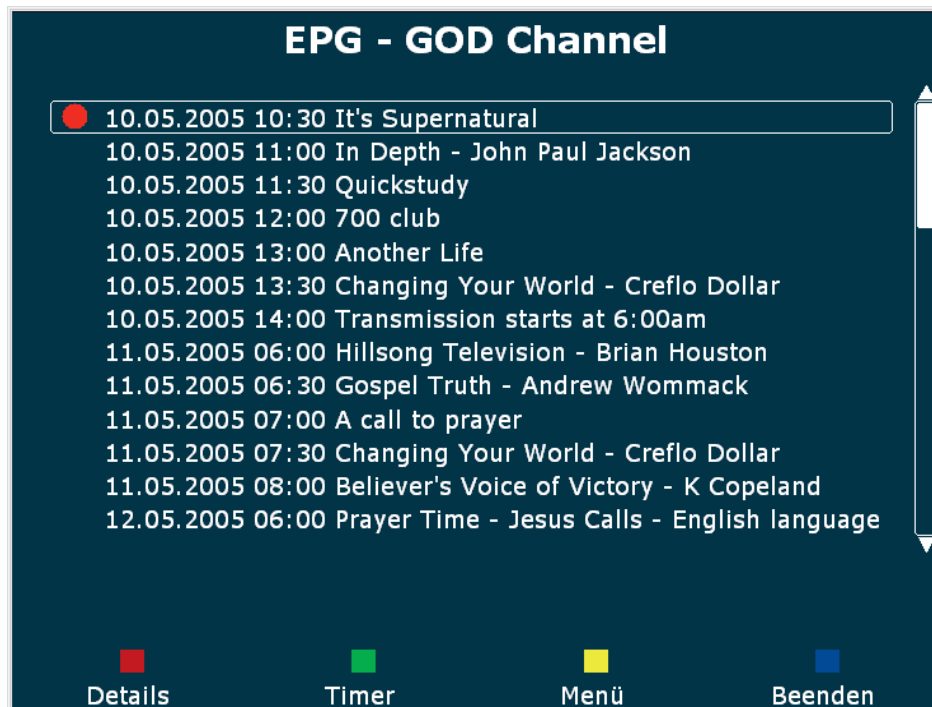 EPG - GOD Channel
10.05.2005 10:30 It's Supernatural
10.05.2005 11:00 In Depth - John Paul Jackson
10.05.2005 11:30 Quickstudy
10.05.2005 12:00 700 club
10.05.2005 13:00 Another Life
10.05.2005 13:30 Changing Your World - Creflo Dollar
10.05.2005 14:00 Transmission starts at 6:00am
11.05.2005 06:00 Hillsong Television - Brian Houston
11.05.2005 06:30 Gospel Truth - Andrew Wommack
11.05.2005 07:00 A call to prayer
11.05.2005 07:30 Changing Your World - Creflo Dollar
11.05.2005 08:00 Believer's Voice of Victory - K Copeland
12.05.2005 06:00 Prayer Time - Jesus Calls - English language
Details Timer Menü Beenden